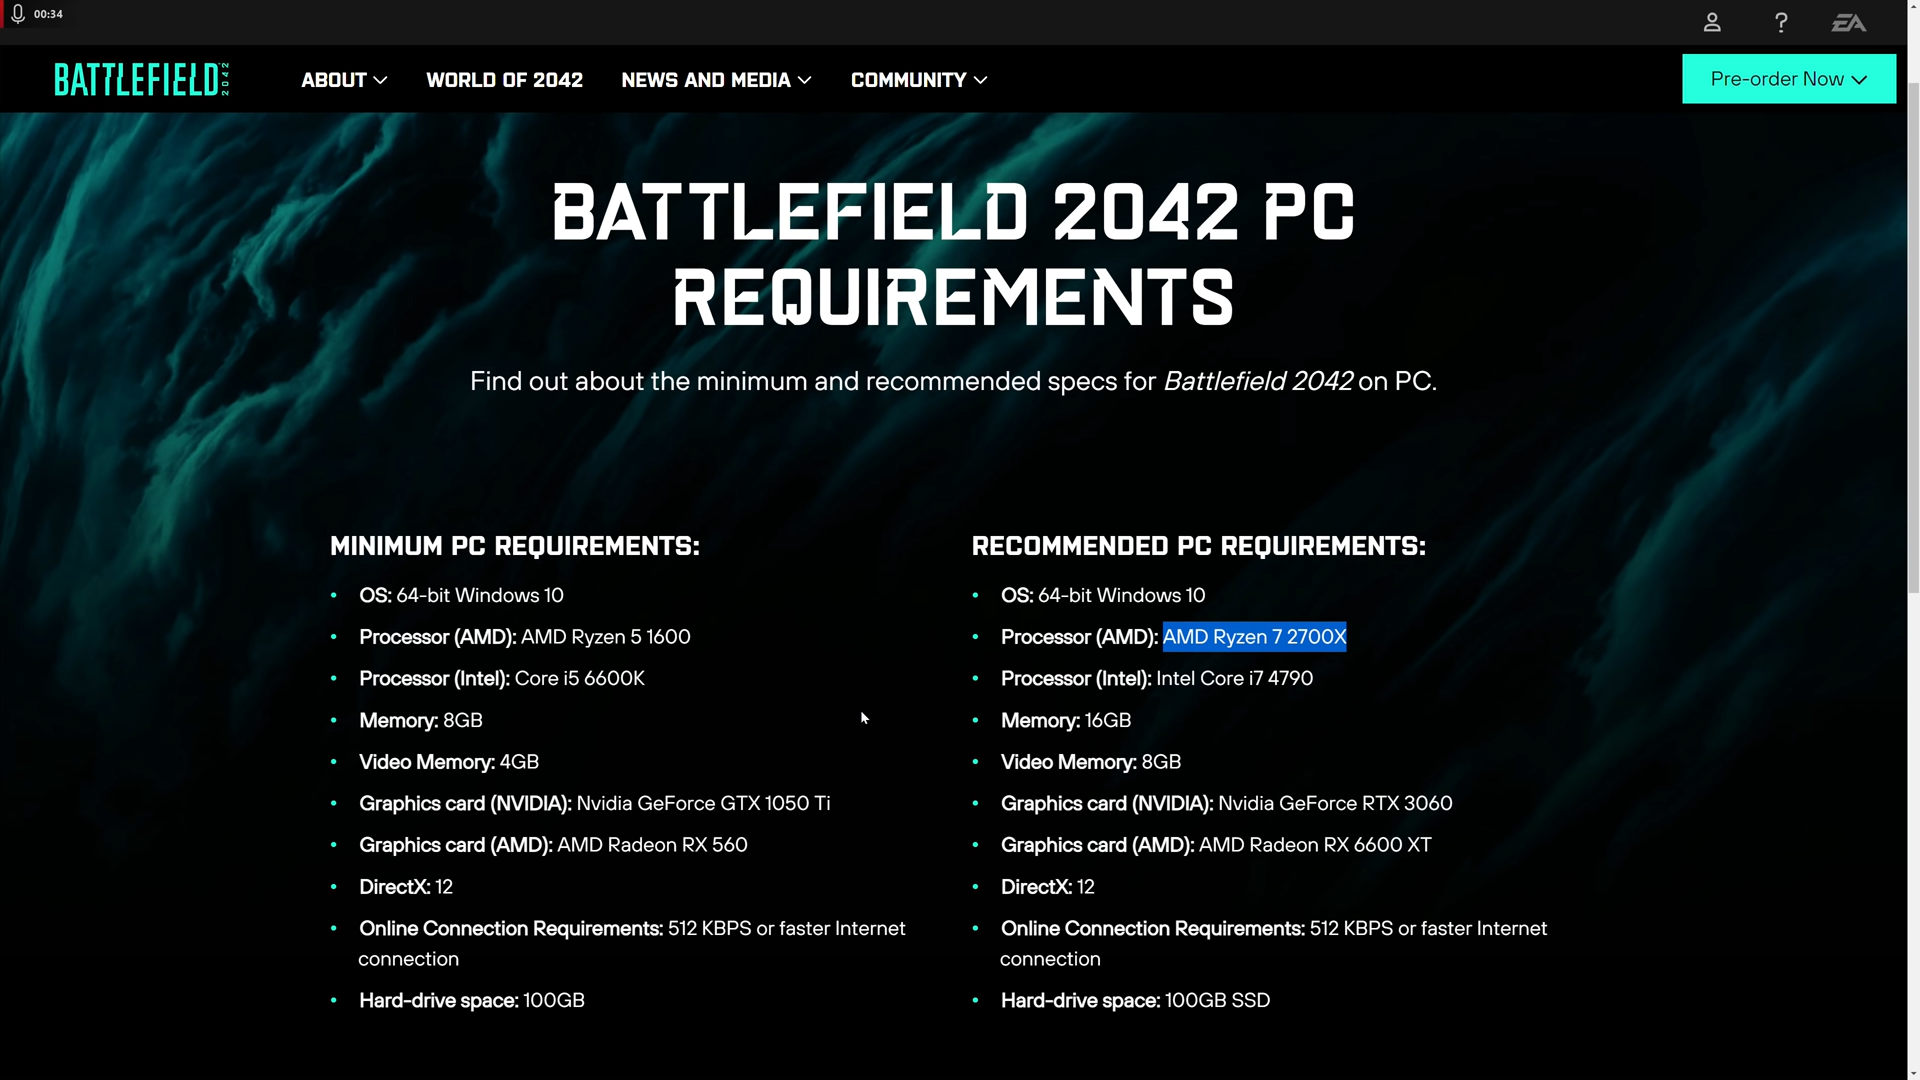 00:34
EA
BATTLEFIELD 2042
ABOUT
WORLD OF 2042
NEWS AND MEDIA
COMMUNITY
Pre-order Now
BATTLEFIELD 2042 PC
REQUIREMENTS
Find out about the minimum and recommended specs for Battlefield 2042 on PC.
MINIMUM PC REQUIREMENTS:
• OS: 64-bit Windows 10
• Processor (AMD): AMD Ryzen 5 1600
• Processor (Intel): Core i5 6600K
• Memory: 8GB
• Video Memory: 4GB
• Graphics card (NVIDIA): Nvidia GeForce GTX 1050 Ti
• Graphics card (AMD): AMD Radeon RX 560
• DirectX: 12
• Online Connection Requirements: 512 KBPS or faster Internet
connection
• Hard-drive space: 100GB
RECOMMENDED PC REQUIREMENTS:
• OS: 64-bit Windows 10
• Processor (AMD): AMD Ryzen 7 2700X
• Processor (Intel): Intel Core i7 4790
• Memory: 16GB
• Video Memory: 8GB
• Graphics card (NVIDIA): Nvidia GeForce RTX 3060
• Graphics card (AMD): AMD Radeon RX 6600 XT
• DirectX: 12
• Online Connection Requirements: 512 KBPS or faster Internet
connection
• Hard-drive space: 100GB SSD